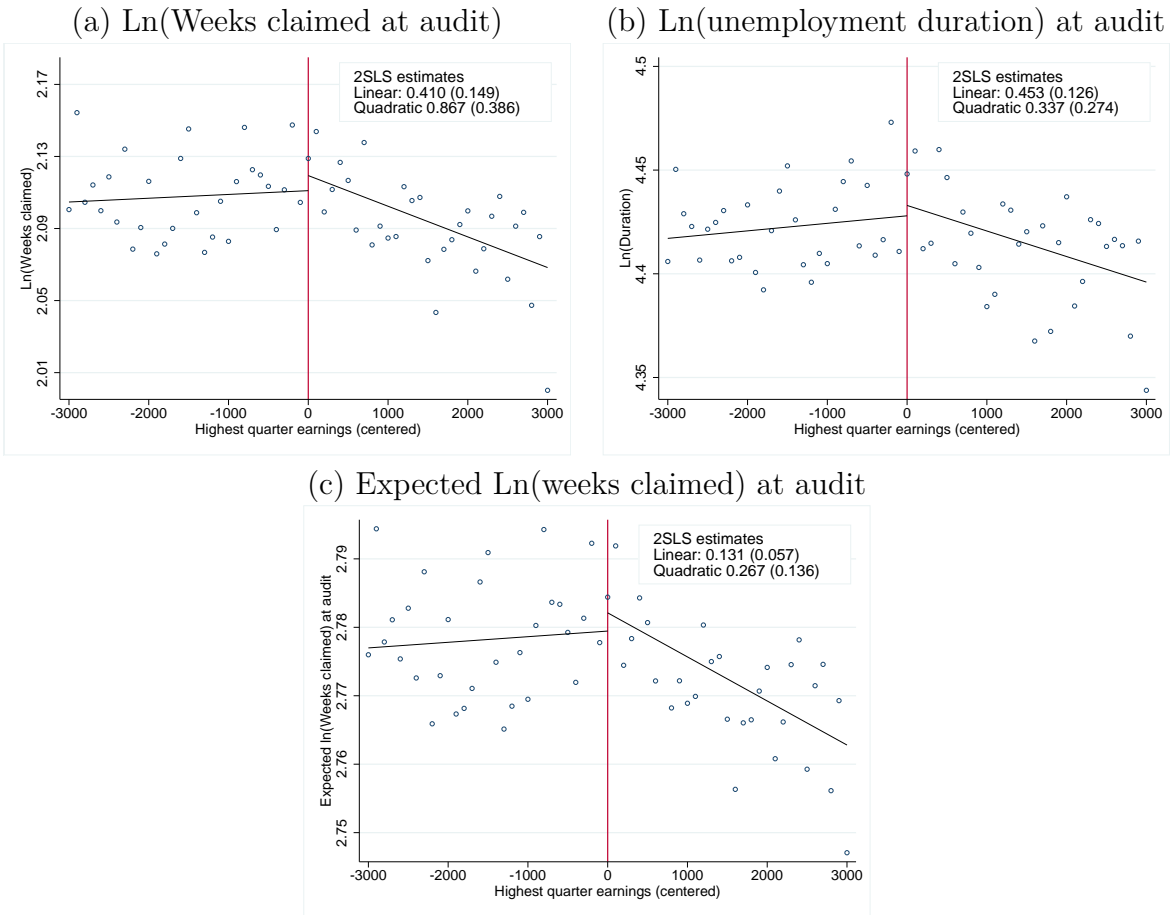 (a) Ln(Weeks claimed at audit)
2SLS estimates
Linear: 0.410 (0.149)
Quadratic 0.867 (0.386)
Ln(Weeks claimed)
2.17
2.13
2.09
2.05
2.01
-3000 -2000 -1000 0 1000 2000 3000
Highest quarter earnings (centered)
(b) Ln(unemployment duration) at audit
2SLS estimates
Linear: 0.453 (0.126)
Quadratic 0.337 (0.274)
Ln(Duration)
4.5
4.45
4.4
4.35
-3000 -2000 -1000 0 1000 2000 3000
Highest quarter earnings (centered)
(c) Expected Ln(weeks claimed) at audit
2SLS estimates
Linear: 0.131 (0.057)
Quadratic 0.267 (0.136)
Expected ln(Weeks claimed) at audit
2.79
2.78
2.77
2.76
2.75
-3000 -2000 -1000 0 1000 2000 3000
Highest quarter earnings (centered)